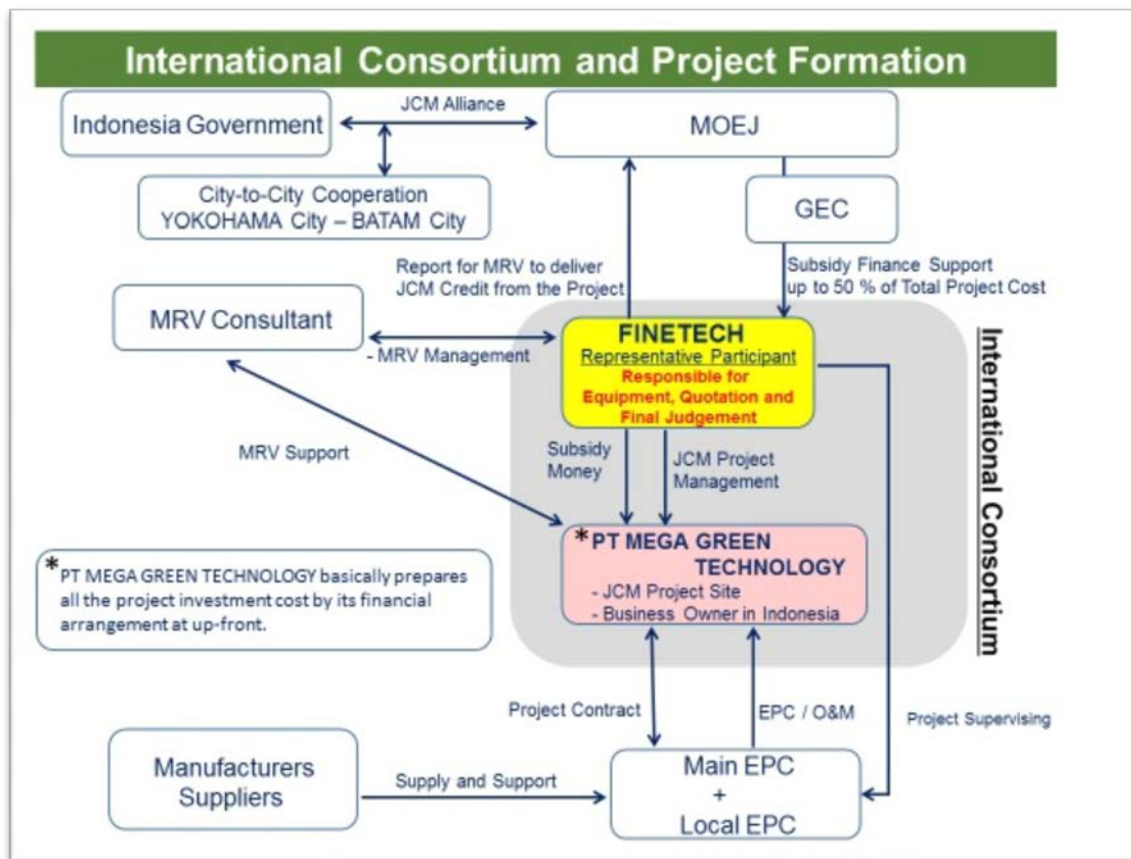 International Consortium and Project Formation
Indonesia Government
JCM Alliance
MOEJ
City-to-City Cooperation
YOKOHAMA City – BATAM City
GEC
Report for MRV to deliver
JCM Credit from the Project
Subsidy Finance Support
up to 50 % of Total Project Cost
MRV Consultant
- MRV Management
FINETECH
Representative Participant
Responsible for
Equipment, Quotation and
Final Judgement
International Consortium
MRV Support
Subsidy
Money
JCM Project
Management
*PT MEGA GREEN
TECHNOLOGY
- JCM Project Site
- Business Owner in Indonesia
*PT MEGA GREEN TECHNOLOGY basically prepares
all the project investment cost by its financial
arrangement at up-front.
Project Contract
EPC / O&M
Project Supervising
Manufacturers
Suppliers
Supply and Support
Main EPC
+
Local EPC